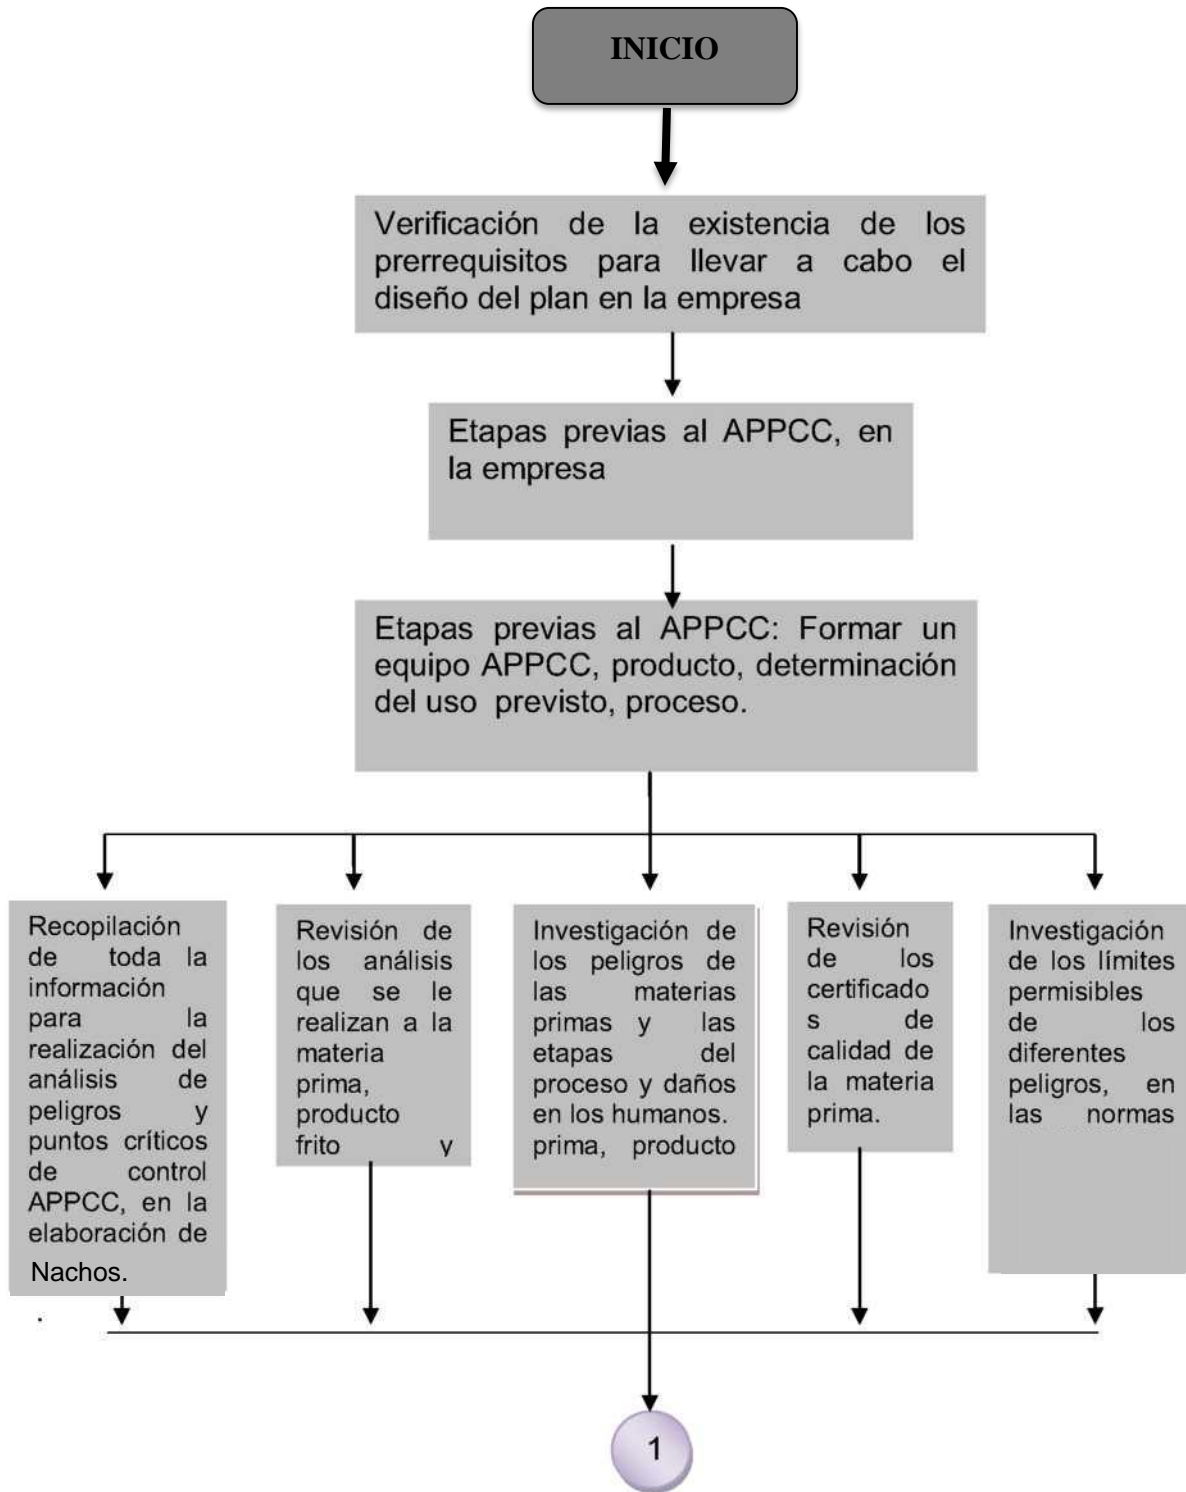 INICIO
Verificación de la existencia de los
prerrequisitos para llevar a cabo el
diseño del plan en la empresa
Etapas previas al APPCC, en
la empresa
Etapas previas al APPCC: Formar un
equipo APPCC, producto, determinación
del uso previsto, proceso.
Recopilación
de toda la
información
para la
realización del
análisis de
peligros y
puntos críticos
de control
APPCC, en la
elaboración de
Nachos.
.
Revisión de
los análisis
que se le
realizan a la
materia
prima,
producto
frito y
Investigación de
los peligros de
las materias
primas y las
etapas del
proceso y daños
en los humanos.
prima, producto
Revisión
de los
certificado
s de
calidad de
la materia
prima.
Investigación
de los límites
permisibles
de los
diferentes
peligros, en
las normas
1